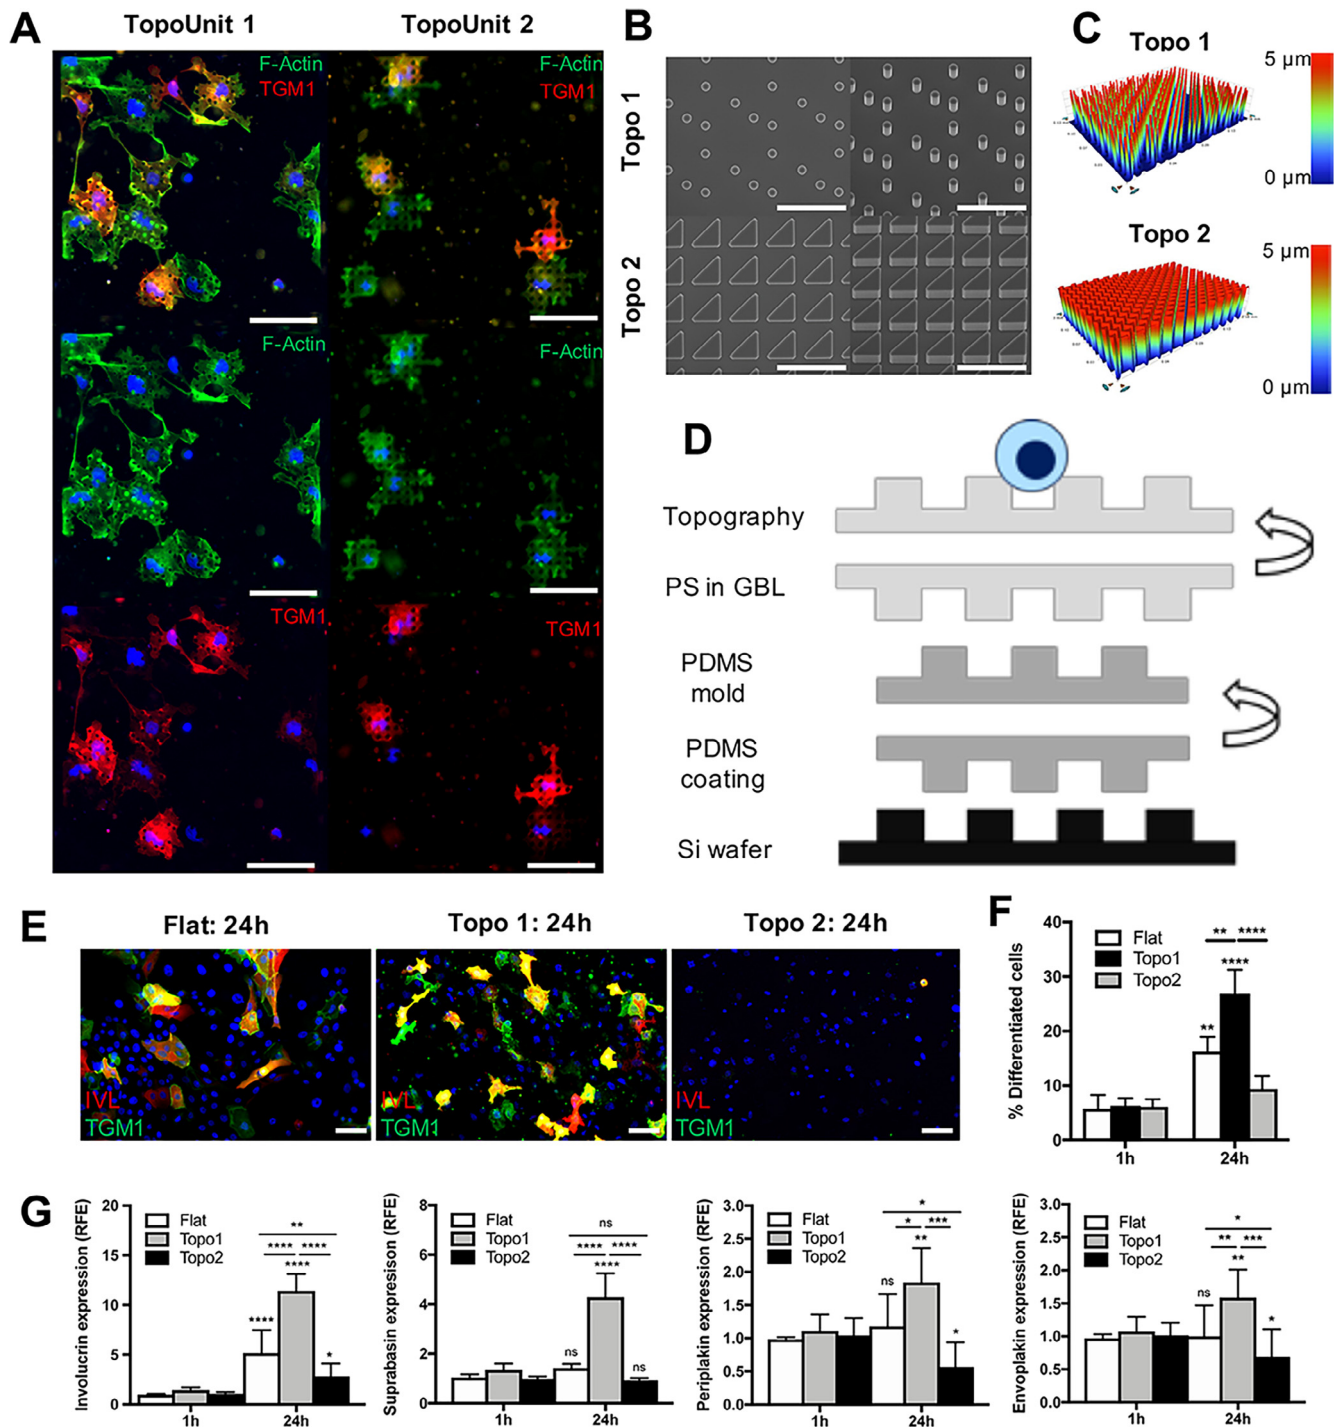 A
TopoUnit 1
TopoUnit 2
F-Actin
TGM1
F-Actin
TGM1
F-Actin
F-Actin
TGM1
TGM1
B
Topo 1
Topo 2
C
Topo 1
5 µm
0 µm
Topo 2
5 µm
0 µm
D
Topography
PS in GBL
PDMS
mold
PDMS
coating
Si wafer
E
Flat: 24h
Topo 1: 24h
Topo 2: 24h
IVL
TGM1
IVL
TGM1
IVL
TGM1
F
% Differentiated cells
40
30
20
10
0
Flat
Topo1
Topo2
** ****
****
**
1h
24h
G
Involucrin expression (RFE)
20
15
10
5
0
Flat
Topo1
Topo2
**
**** ****
****
****
*
1h
24h
Suprabasin expression (RFE)
8
6
4
2
0
Flat
Topo1
Topo2
ns
**** ****
****
ns
ns
1h
24h
Periplakin expression (RFE)
3.0
2.5
2.0
1.5
1.0
0.5
0.0
Flat
Topo1
Topo2
*
* ***
**
ns
*
1h
24h
Envoplakin expression (RFE)
3.0
2.5
2.0
1.5
1.0
0.5
0.0
Flat
Topo1
Topo2
*
** ***
**
ns
*
1h
24h